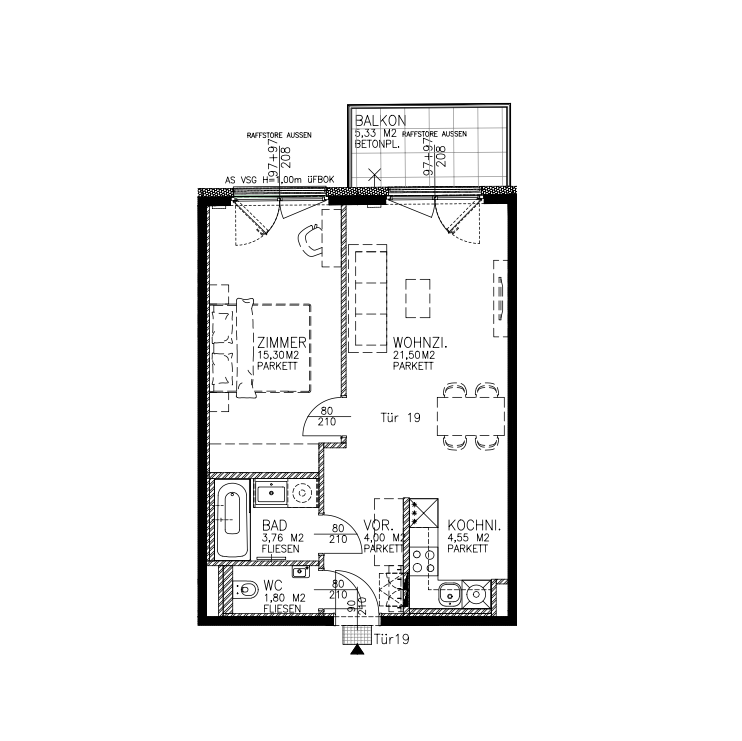 BALKON
5,33 M2
BETONPL.
RAFFSTORE AUSSEN
97+97
208
RAFFSTORE AUSSEN
97+97
208
AS VSG H=1.00m üFBOK
ZIMMER
15,30M2
PARKETT
WOHNZI.
21,50M2
PARKETT
80
210
Tür 19
BAD
3,76 M2
FLIESEN
80
210
VOR.
4,00 M2
PARKETT
KOCHNI.
4,55 M2
PARKETT
WC
1,80 M2
FLIESEN
80
210
90
210
Tür19